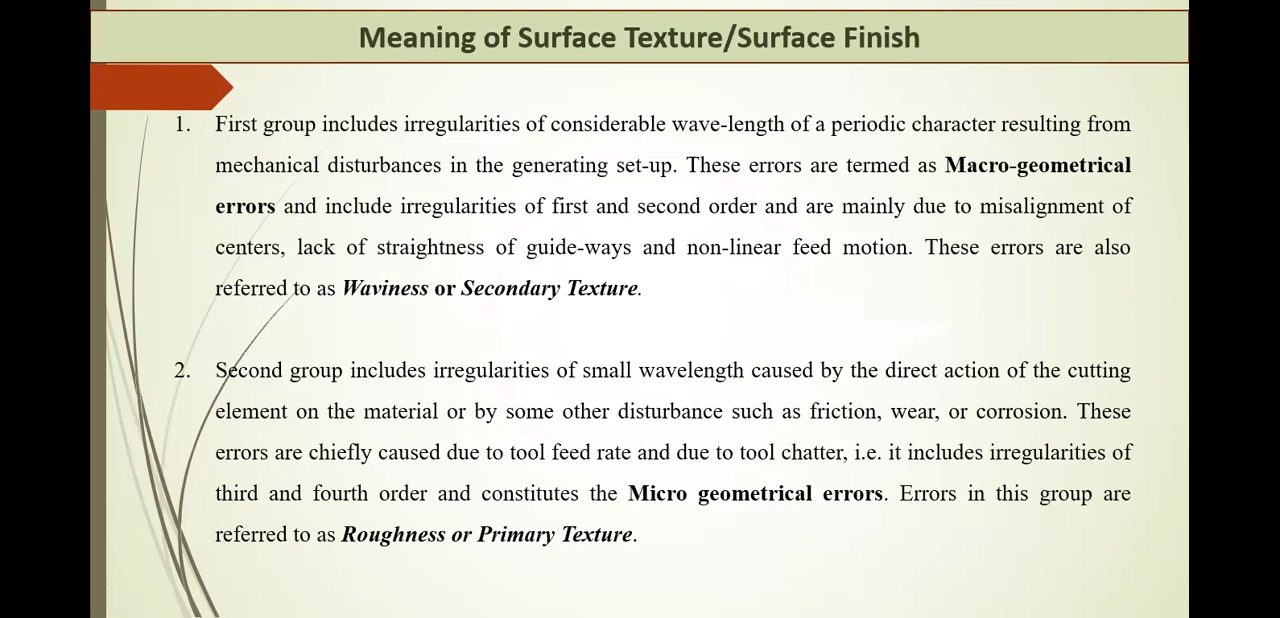 Meaning of Surface Texture/Surface Finish
1. First group includes irregularities of considerable wave-length of a periodic character resulting from
mechanical disturbances in the generating set-up. These errors are termed as Macro-geometrical
errors and include irregularities of first and second order and are mainly due to misalignment of
centers, lack of straightness of guide-ways and non-linear feed motion. These errors are also
referred to as Waviness or Secondary Texture.
2. Second group includes irregularities of small wavelength caused by the direct action of the cutting
element on the material or by some other disturbance such as friction, wear, or corrosion. These
errors are chiefly caused due to tool feed rate and due to tool chatter, i.e. it includes irregularities of
third and fourth order and constitutes the Micro geometrical errors. Errors in this group are
referred to as Roughness or Primary Texture.